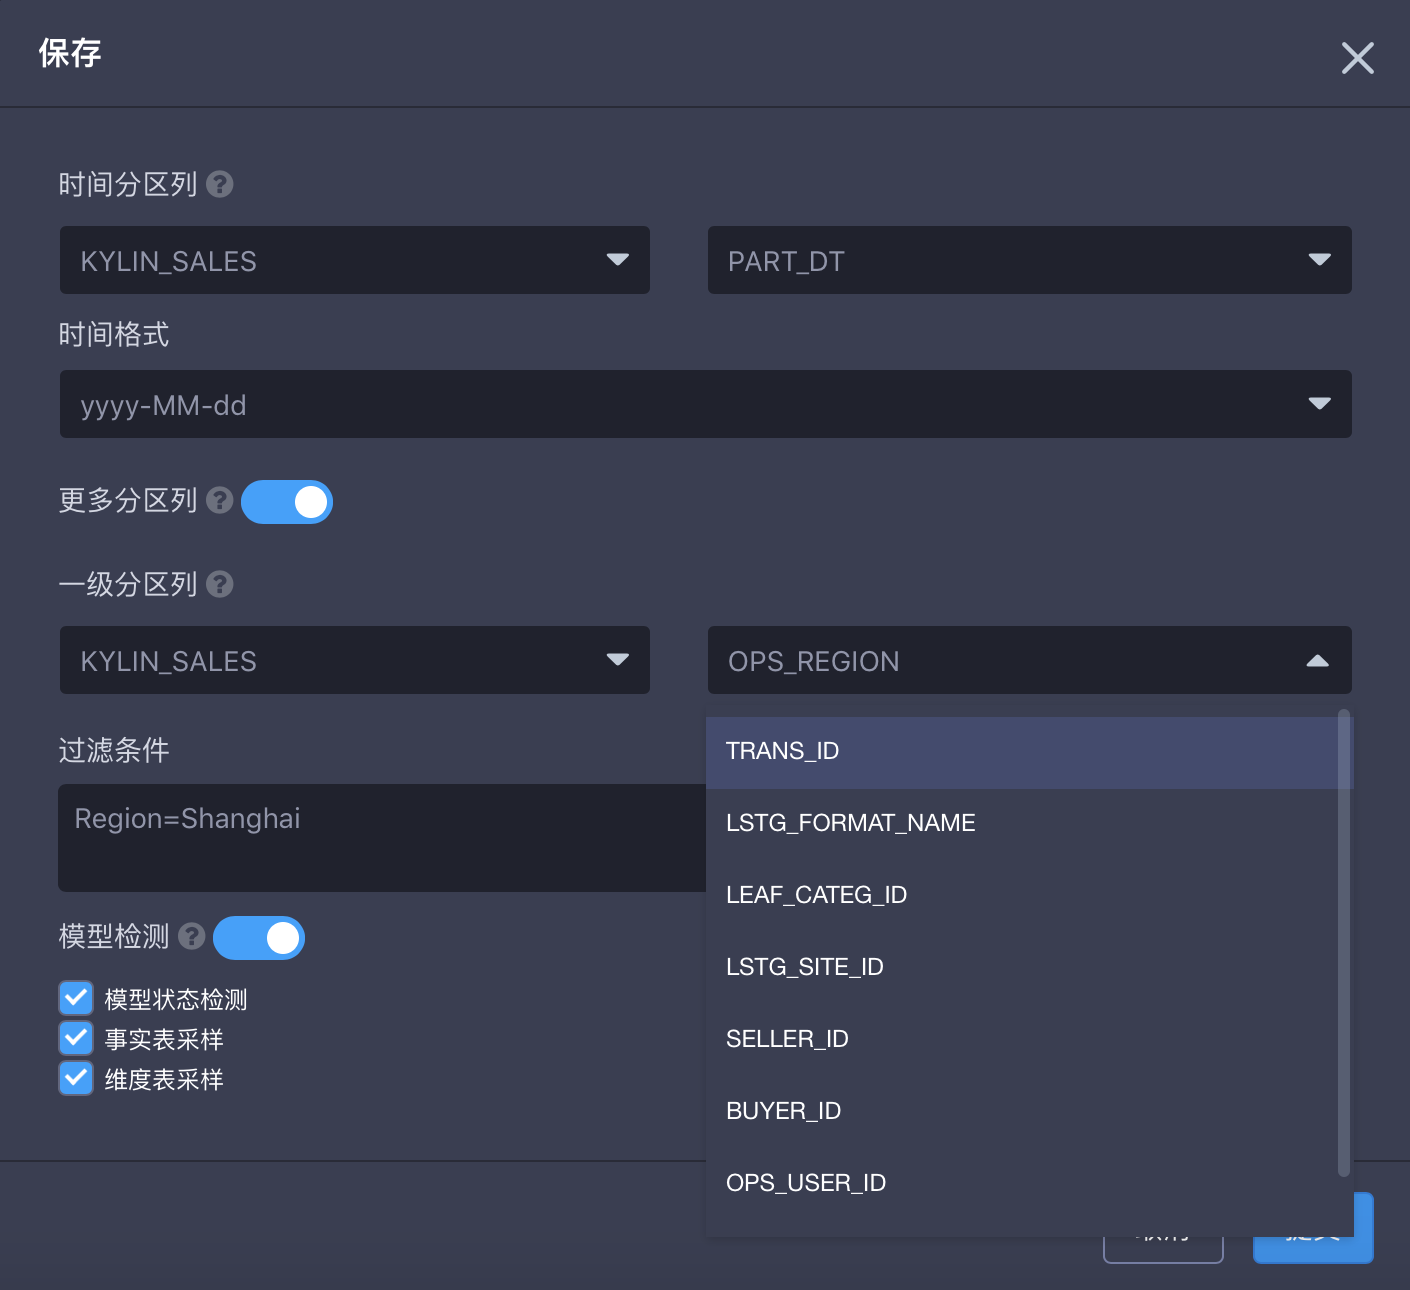 保存
时间分区列
KYLIN_SALES
PART_DT
时间格式
yyyy-MM-dd
更多分区列
一级分区列
KYLIN_SALES
OPS_REGION
过滤条件
Region=Shanghai
TRANS_ID
LSTG_FORMAT_NAME
LEAF_CATEG_ID
LSTG_SITE_ID
SELLER_ID
BUYER_ID
OPS_USER_ID
模型检测
模型状态检测
事实表采样
维度表采样